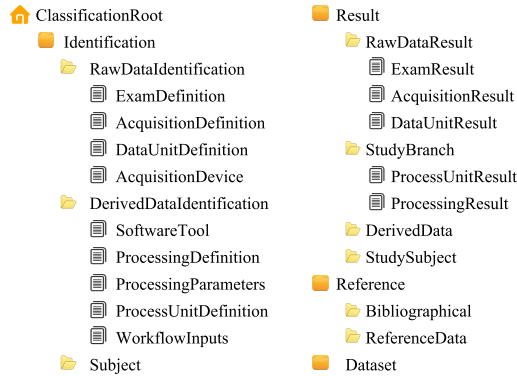 ClassificationRoot
Identification
RawDataIdentification
ExamDefinition
AcquisitionDefinition
DataUnitDefinition
AcquisitionDevice
DerivedDataIdentification
SoftwareTool
ProcessingDefinition
ProcessingParameters
ProcessUnitDefinition
WorkflowInputs
Subject
Result
RawDataResult
ExamResult
AcquisitionResult
DataUnitResult
StudyBranch
ProcessUnitResult
ProcessingResult
DerivedData
StudySubject
Reference
Bibliographical
ReferenceData
Dataset